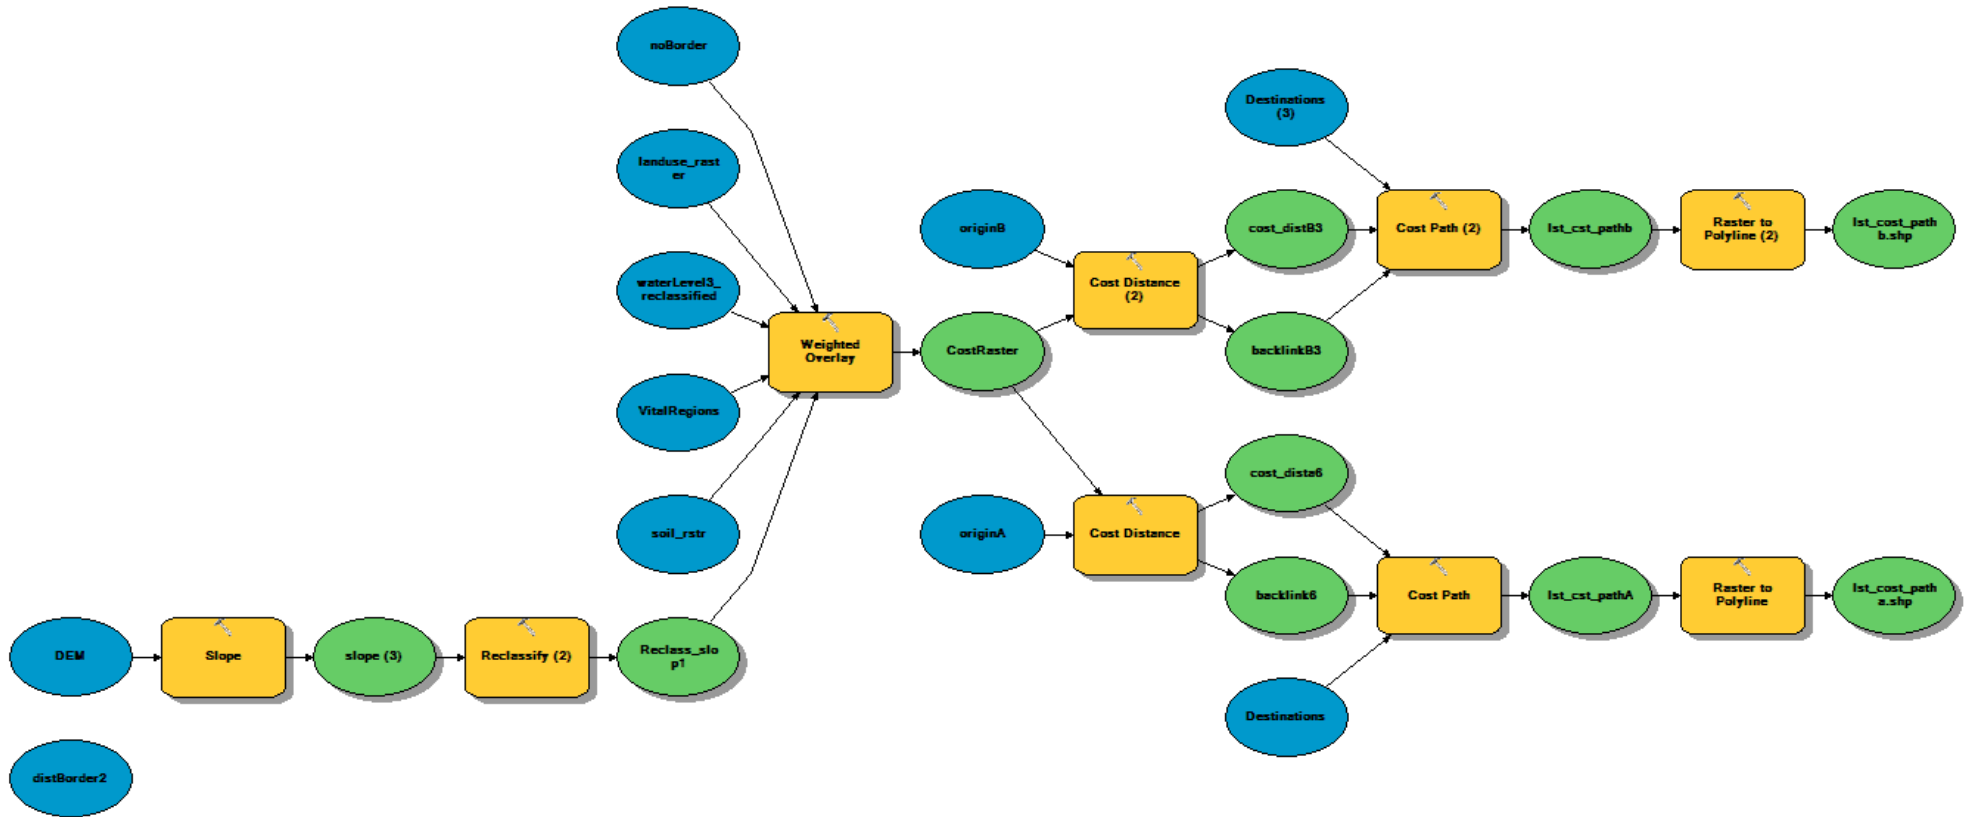 noBorder
landuse_rast
er
waterLevel3_
reclassified
VitalRegions
soil_rstr
DEM
Slope
slope (3)
Reclassify (2)
Reclass_slo
p1
distBorder2
Weighted
Overlay
CostRaster
originB
Cost Distance
(2)
Destinations
(3)
cost_distB3
backlinkB3
Cost Path (2)
lst_cst_pathb
Raster to
Polyline (2)
lst_cost_path
b.shp
originA
Cost Distance
cost_dista6
backlink6
Destinations
Cost Path
lst_cst_pathA
Raster to
Polyline
lst_cost_path
a.shp